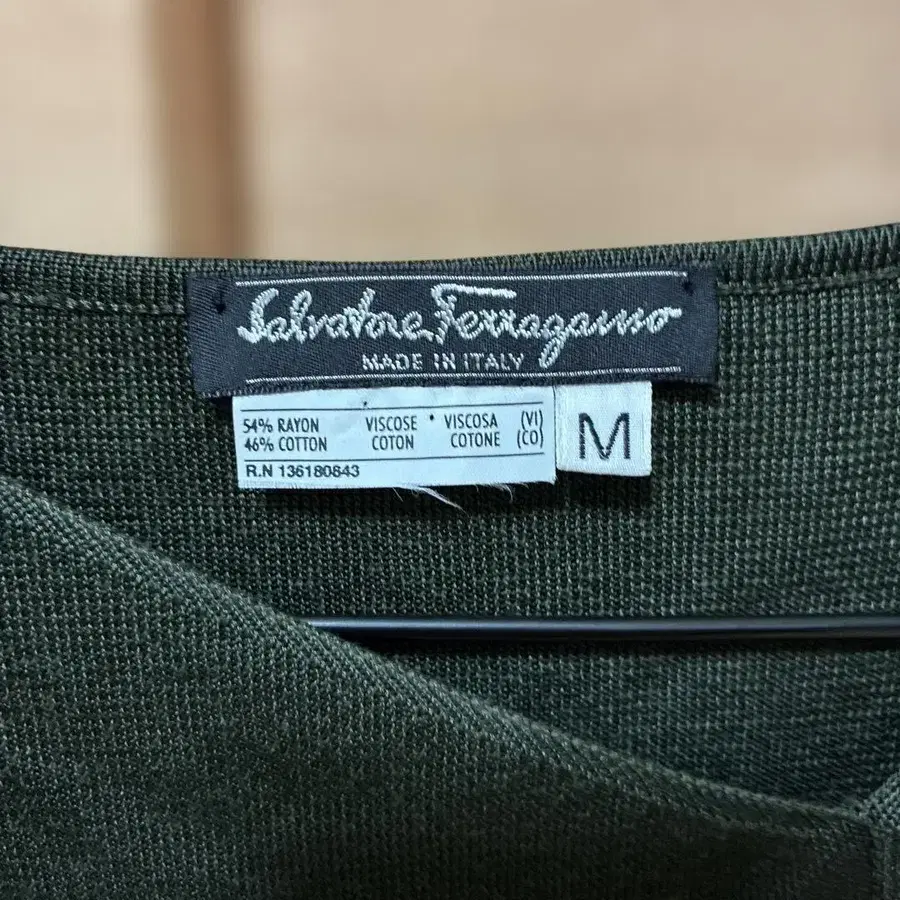 Salvatore Ferragamo
MADE IN ITALY
54% RAYON VISCOSE • VISCOSA (VI)
46% COTTON COTON COTONE (CO)
R.N 136180843
M